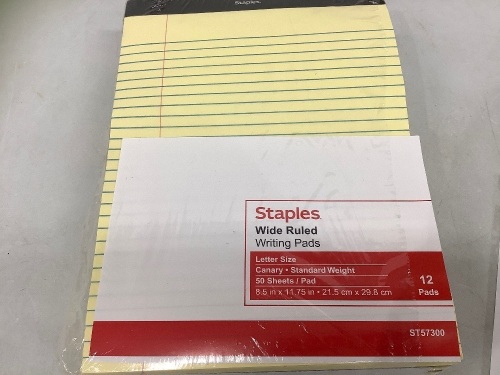 Staples
Staples
Wide Ruled
Writing Pads
Letter Size
Canary • Standard Weight
50 Sheets / Pad
8.5 in x 11.75 in • 21.5 cm x 29.8 cm
12
Pads
ST57300